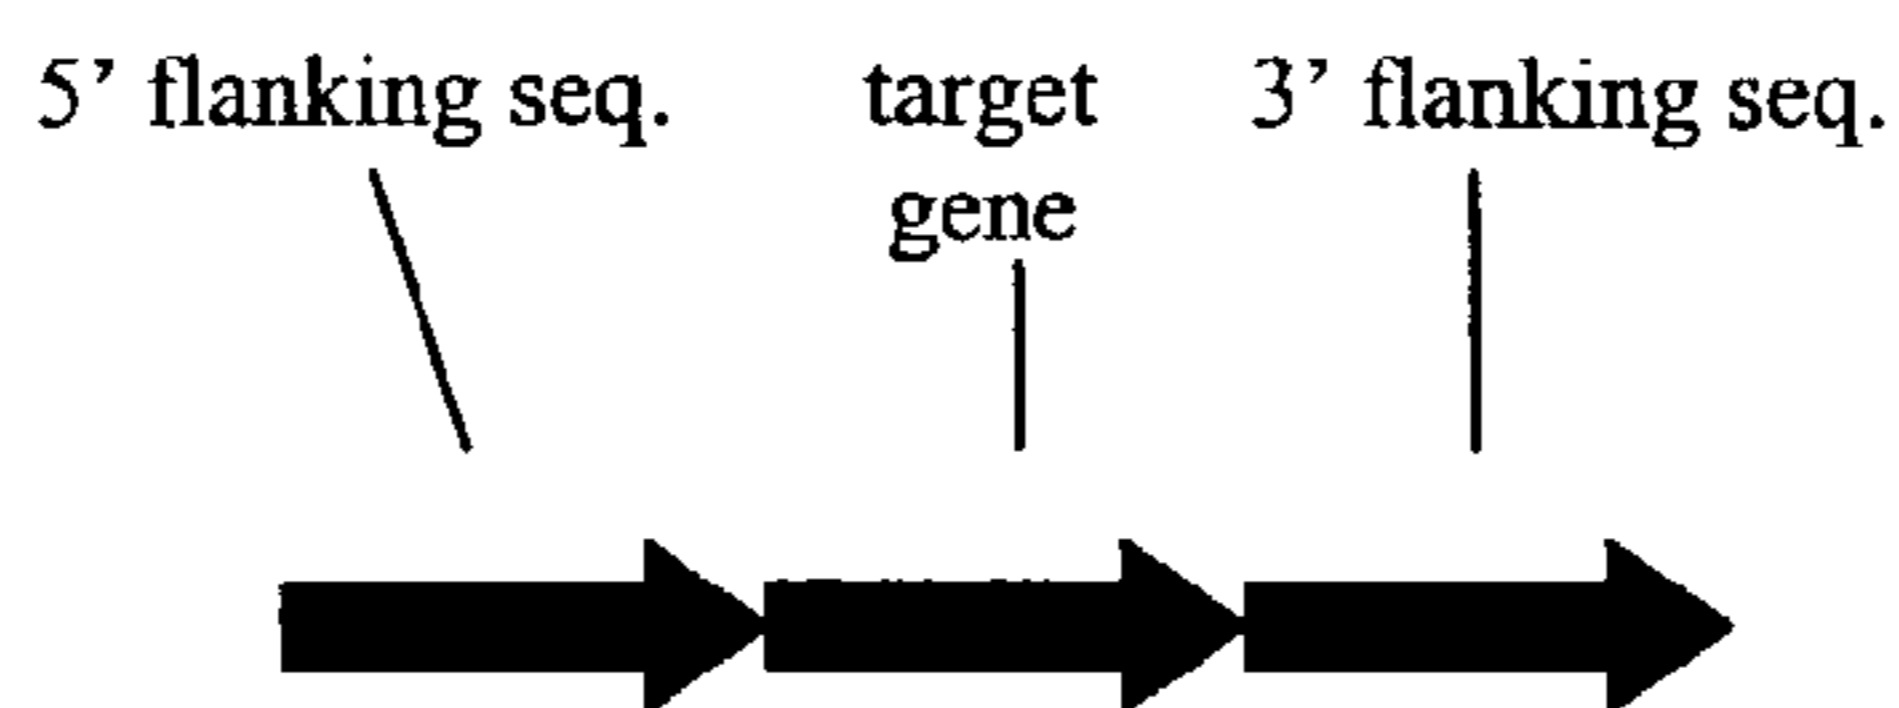 5’ flanking seq.
target
gene
3’ flanking seq.